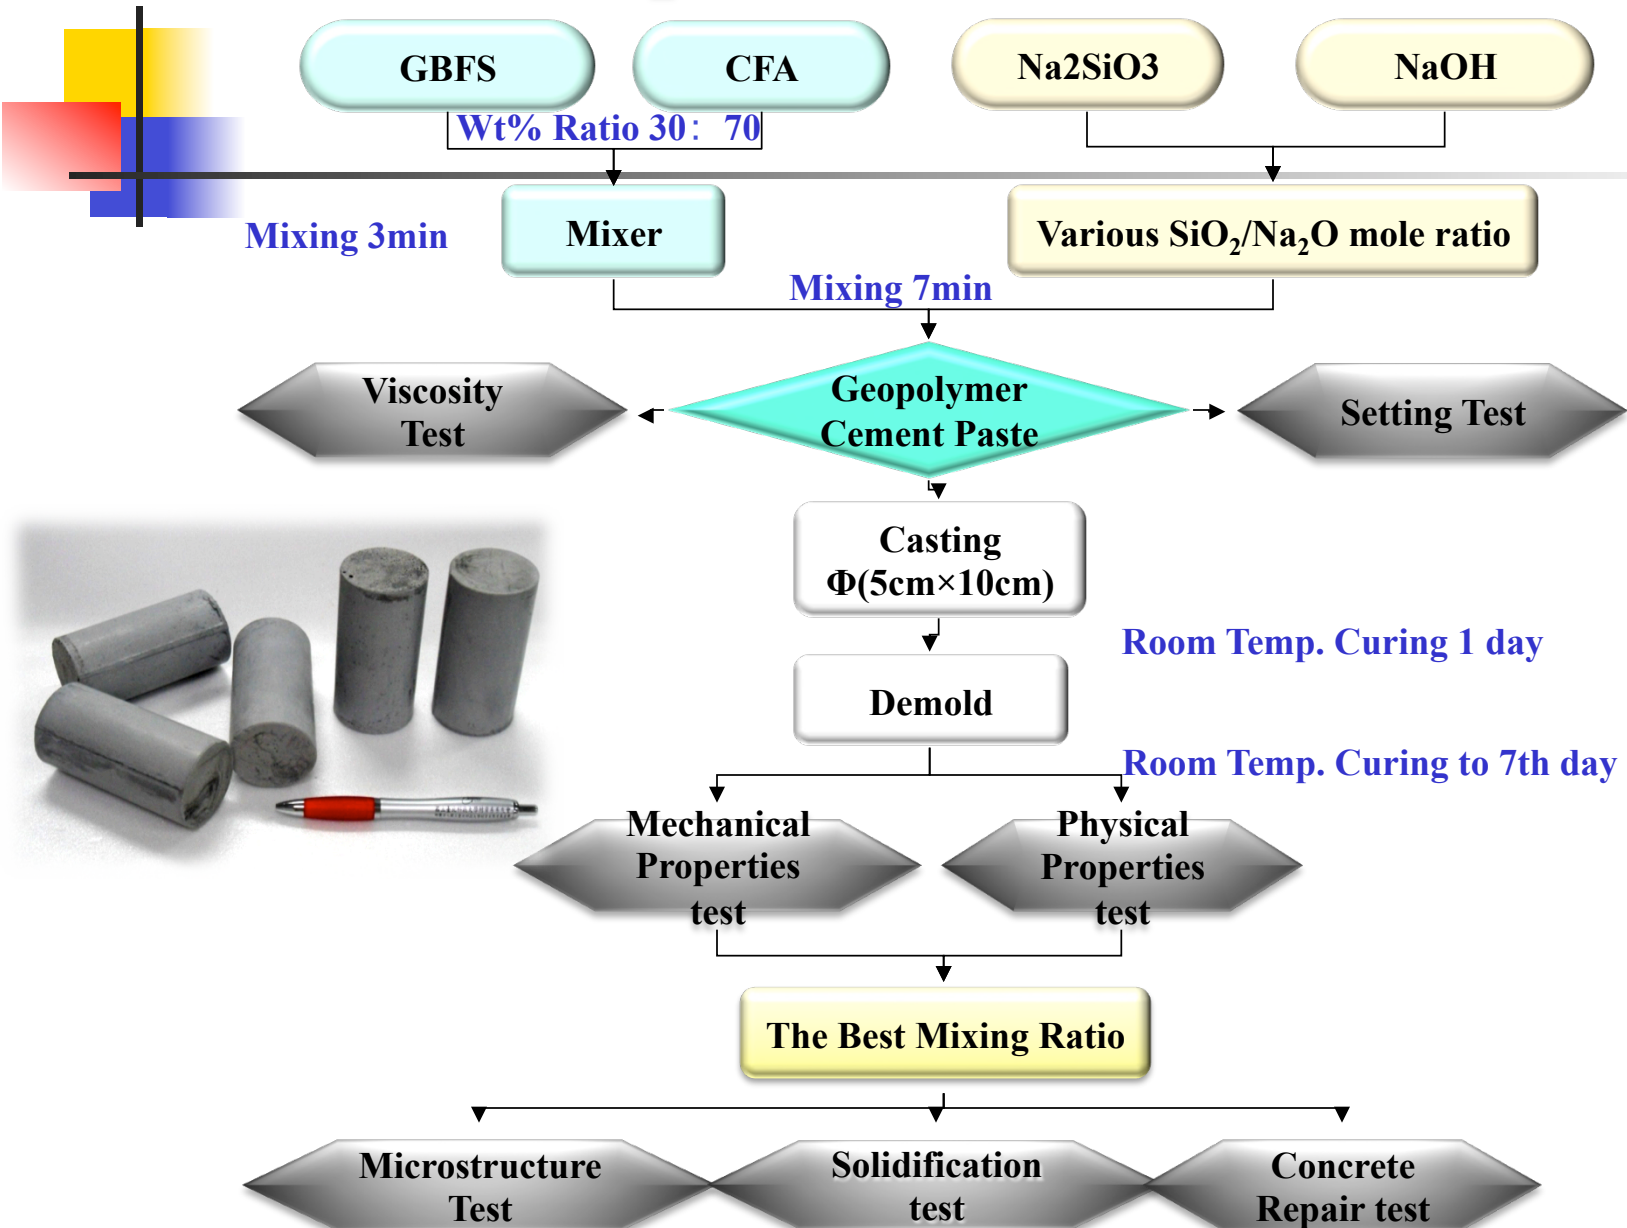 GBFS
CFA
Na2SiO3
NaOH
Wt% Ratio 30： 70
Mixing 3min
Mixer
Various SiO₂/Na₂O mole ratio
Mixing 7min
Viscosity
Test
Geopolymer
Cement Paste
Setting Test
Casting
Φ(5cm×10cm)
Room Temp. Curing 1 day
Demold
Room Temp. Curing to 7th day
Mechanical
Properties
test
Physical
Properties
test
The Best Mixing Ratio
Microstructure
Test
Solidification
test
Concrete
Repair test